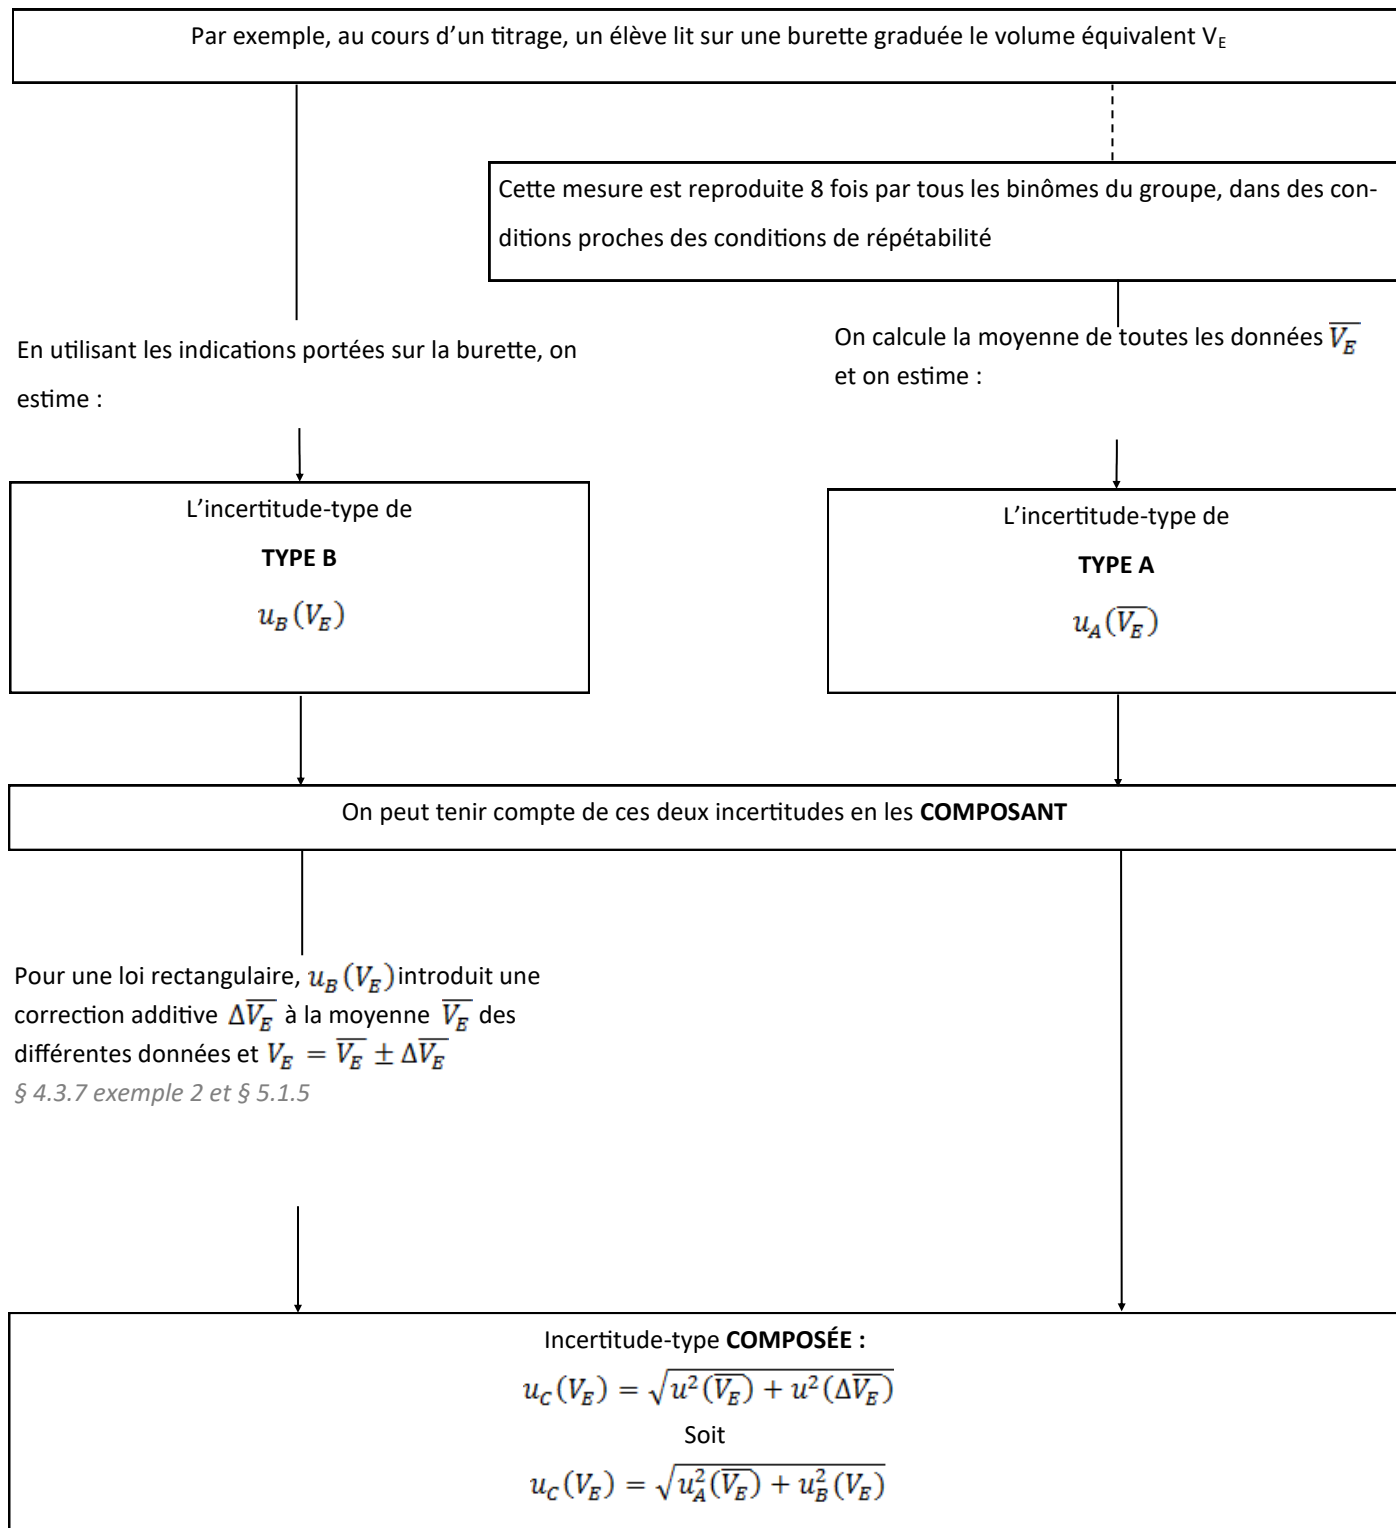 Par exemple, au cours d’un titrage, un élève lit sur une burette graduée le volume équivalent V_E
Cette mesure est reproduite 8 fois par tous les binômes du groupe, dans des con-
ditions proches des conditions de répétabilité
En utilisant les indications portées sur la burette, on
estime :
On calcule la moyenne de toutes les données \overline{V_E}
et on estime :
L’incertitude-type de
TYPE B
u_B(V_E)
L’incertitude-type de
TYPE A
u_A(\overline{V_E})
On peut tenir compte de ces deux incertitudes en les COMPOSANT
Pour une loi rectangulaire, u_B(V_E) introduit une
correction additive Δ\overline{V_E} à la moyenne \overline{V_E} des
différentes données et V_E = \overline{V_E} ± Δ\overline{V_E}
§ 4.3.7 exemple 2 et § 5.1.5
Incertitude-type COMPOSÉE :
u_C(V_E) = \sqrt{u^2(\overline{V_E}) + u^2(Δ\overline{V_E})}
Soit
u_C(V_E) = \sqrt{u_A^2(\overline{V_E}) + u_B^2(V_E)}